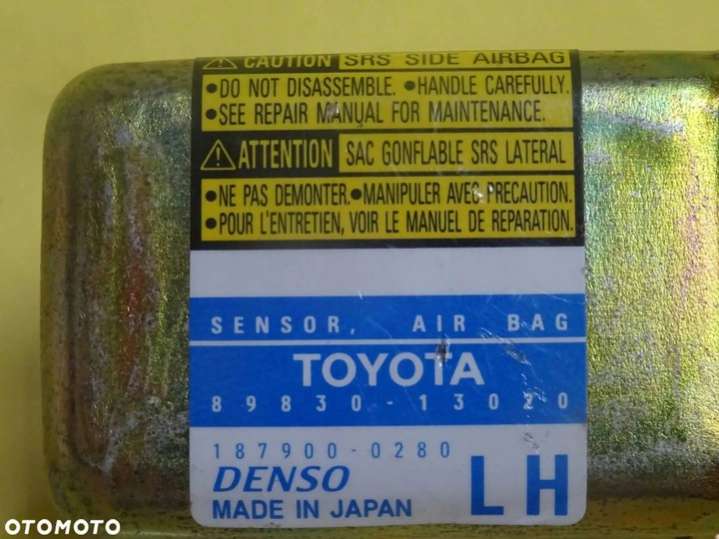 ⚠ CAUTION SRS SIDE AIRBAG
•DO NOT DISASSEMBLE. •HANDLE CAREFULLY.
•SEE REPAIR MANUAL FOR MAINTENANCE.
⚠ ATTENTION SAC GONFLABLE SRS LATERAL
•NE PAS DEMONTER. •MANIPULER AVEC PRECAUTION.
•POUR L'ENTRETIEN, VOIR LE MANUEL DE REPARATION.
SENSOR, AIR BAG
TOYOTA
89830-13020
187900-0280
DENSO
MADE IN JAPAN
LH
OTOMOTO